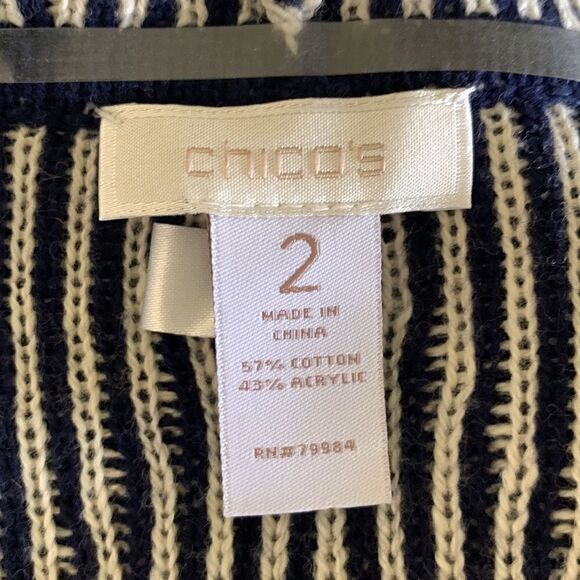 chico's
2
MADE IN
CHINA
57% COTTON
43% ACRYLIC
RN#79984